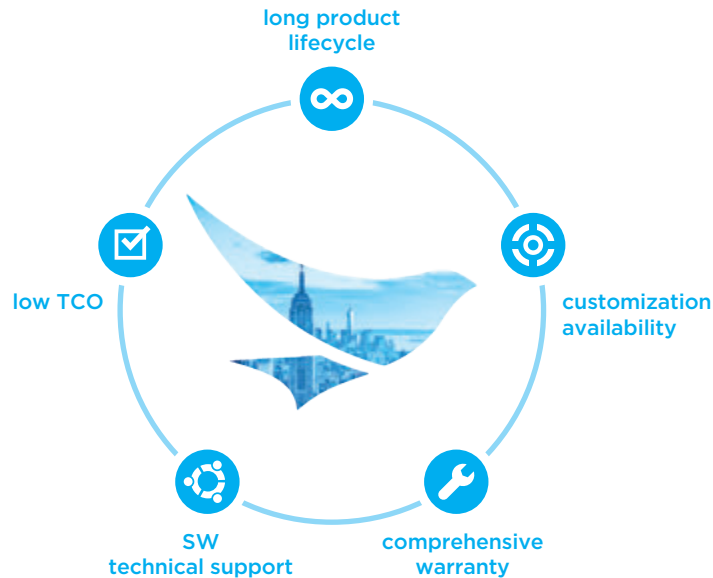 long product
lifecycle
customization
availability
comprehensive
warranty
SW
technical support
low TCO